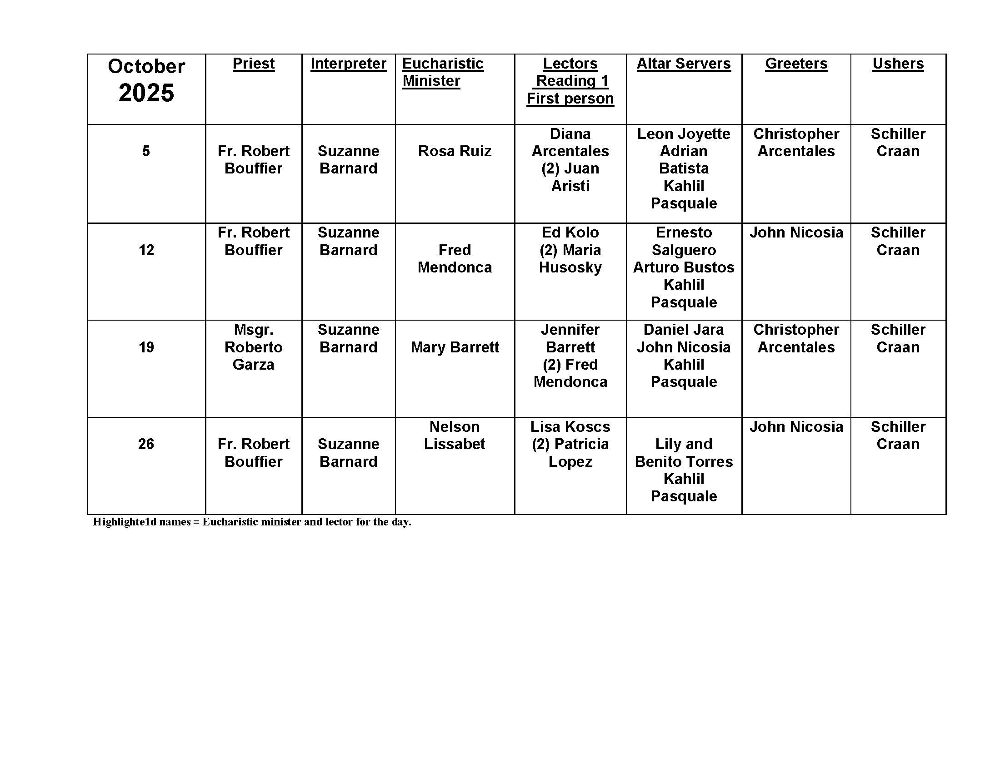 October
2025
Priest
Interpreter
Eucharistic
Minister
Lectors
Reading 1
First person
Altar Servers
Greeters
Ushers
5
Fr. Robert
Bouffier
Suzanne
Barnard
Rosa Ruiz
Diana
Arcentales
(2) Juan
Aristi
Leon Joyette
Adrian
Batista
Kahlil
Pasquale
Christopher
Arcentales
Schiller
Craan
12
Fr. Robert
Bouffier
Suzanne
Barnard
Fred
Mendonca
Ed Kolo
(2) Maria
Husosky
Ernesto
Salguero
Arturo Bustos
Kahlil
Pasquale
John Nicosia
Schiller
Craan
19
Msgr.
Roberto
Garza
Suzanne
Barnard
Mary Barrett
Jennifer
Barrett
(2) Fred
Mendonca
Daniel Jara
John Nicosia
Kahlil
Pasquale
Christopher
Arcentales
Schiller
Craan
26
Fr. Robert
Bouffier
Suzanne
Barnard
Nelson
Lissabet
Lisa Koscs
(2) Patricia
Lopez
Lily and
Benito Torres
Kahlil
Pasquale
John Nicosia
Schiller
Craan
Highlighte1d names = Eucharistic minister and lector for the day.